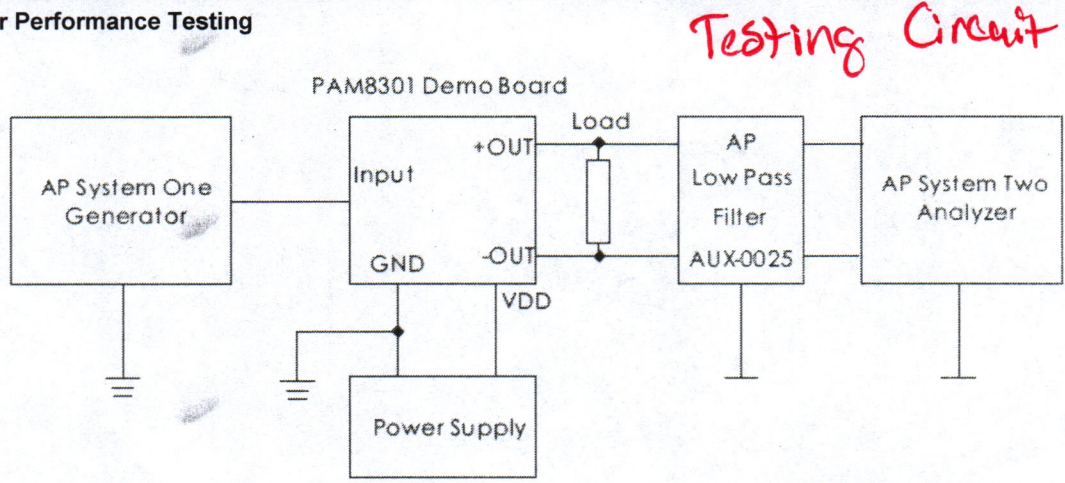 r Performance Testing
Testing Circuit
PAM8301 Demo Board
AP System One
Generator
Input
+OUT
-OUT
GND
VDD
Load
AP
Low Pass
Filter
AUX-0025
AP System Two
Analyzer
Power Supply